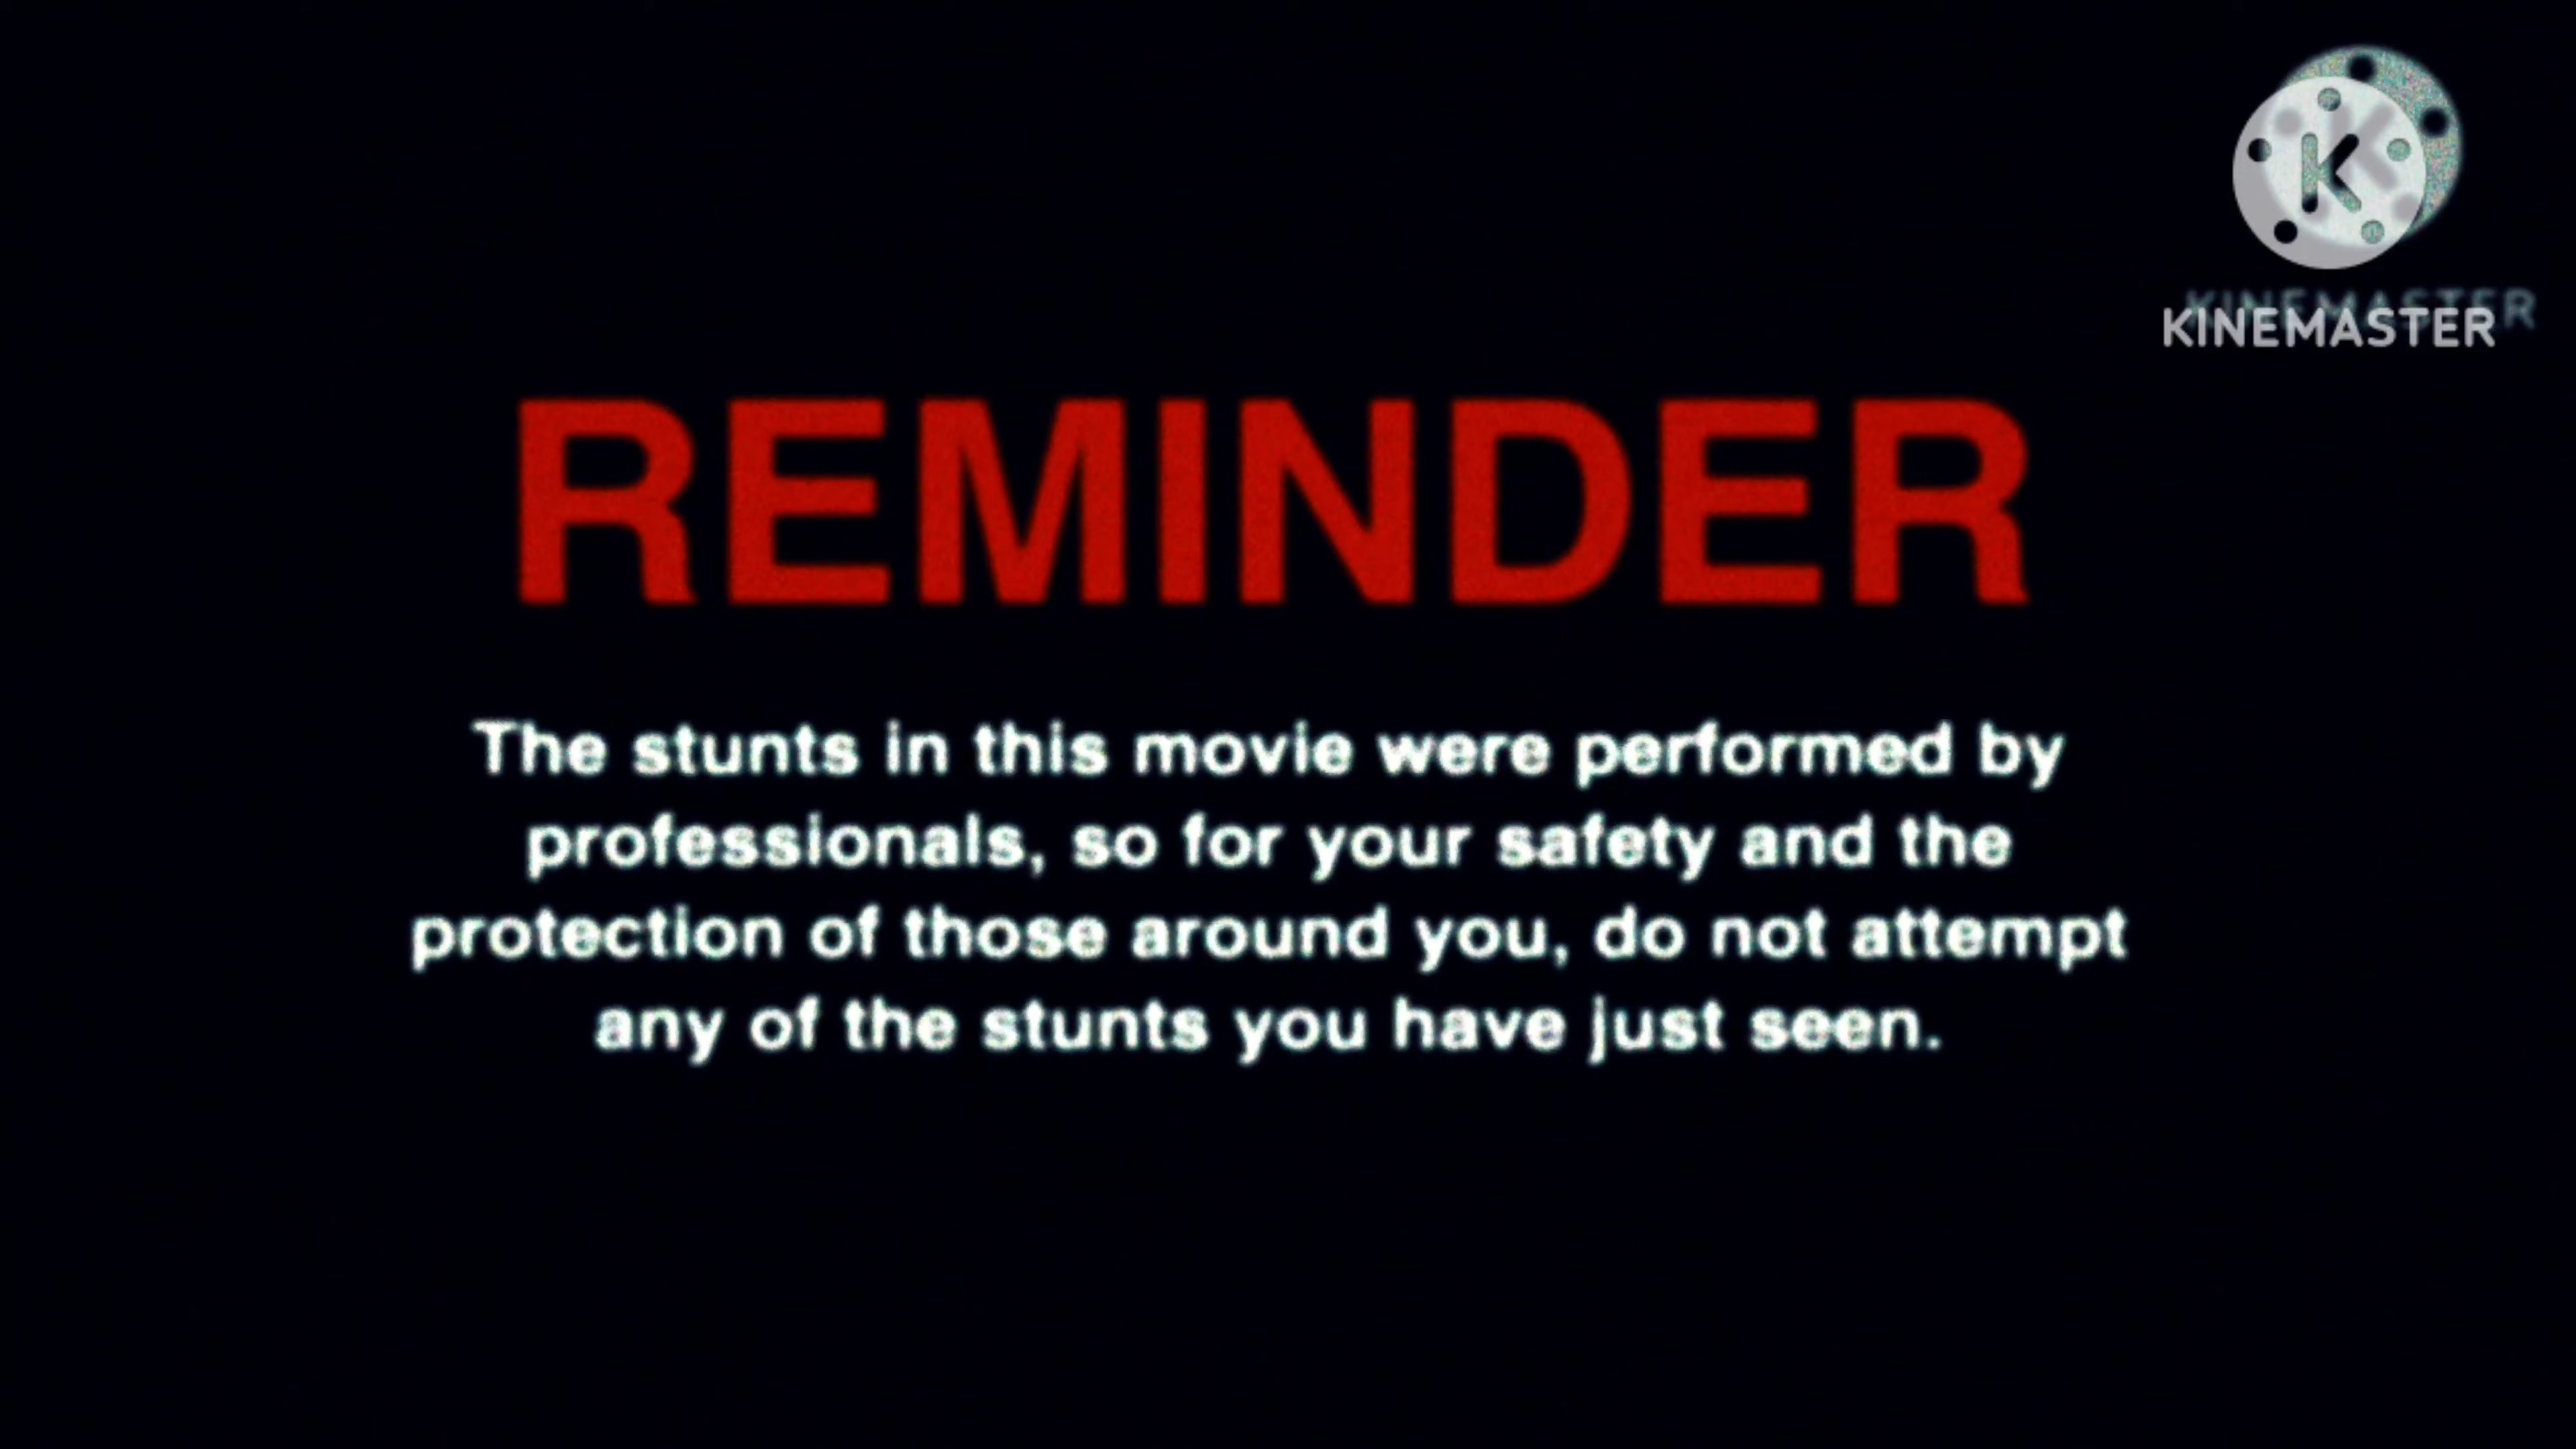 K
KINEMASTER
KINEMASTER
REMINDER
The stunts in this movie were performed by
professionals, so for your safety and the
protection of those around you, do not attempt
any of the stunts you have just seen.